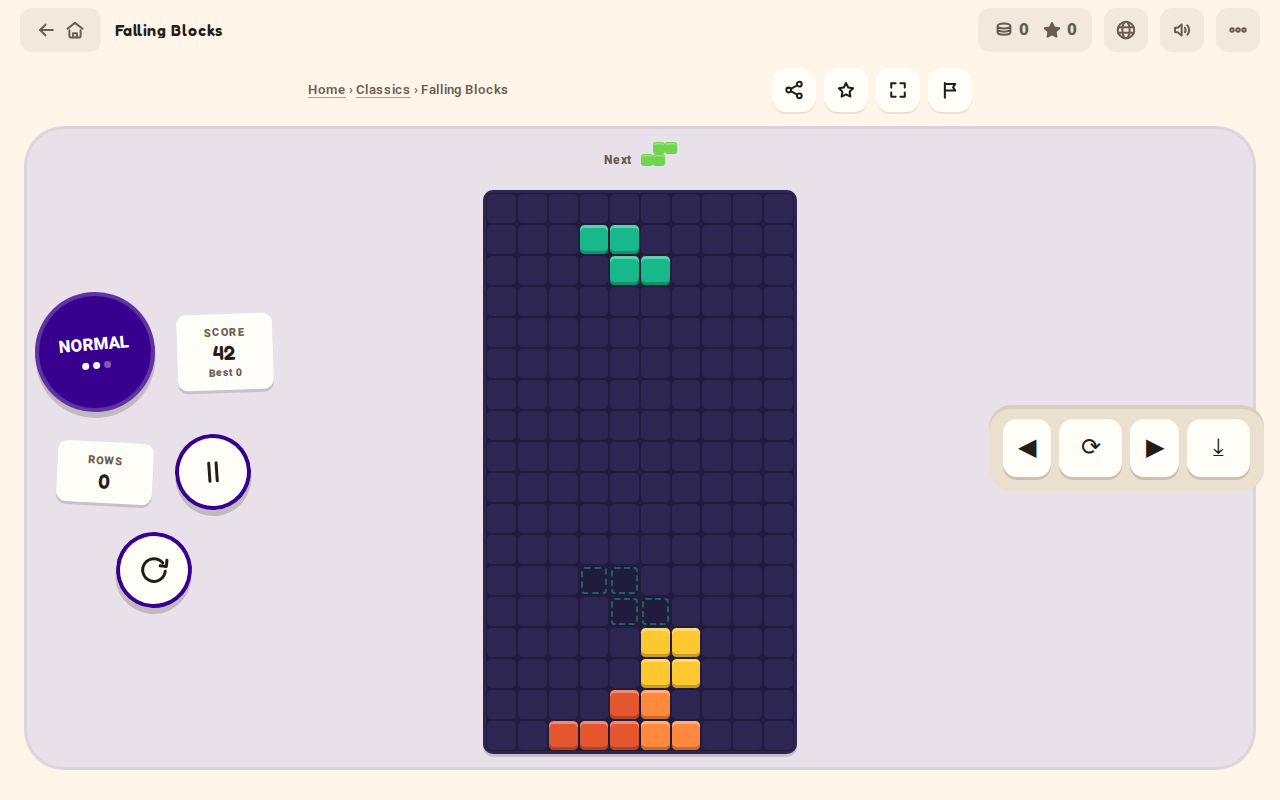 Falling Blocks
0 0
Home › Classics › Falling Blocks
Next
NORMAL
SCORE
42
Best 0
ROWS
0